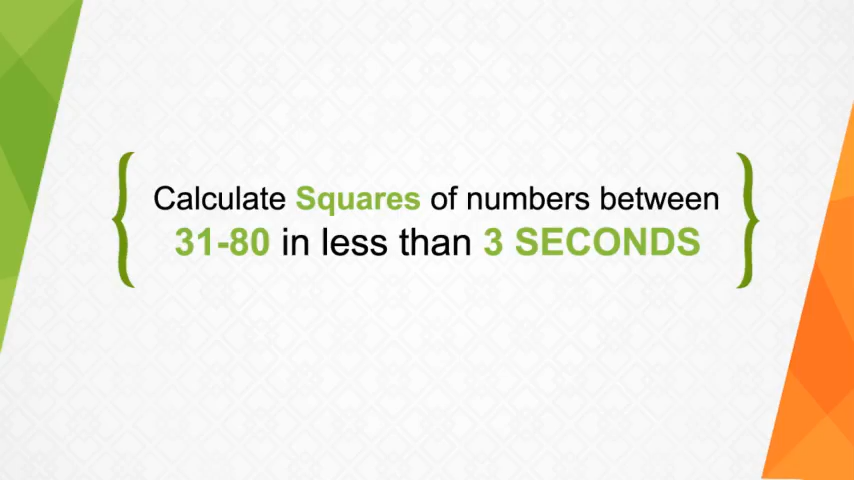 Calculate Squares of numbers between
31-80 in less than 3 SECONDS